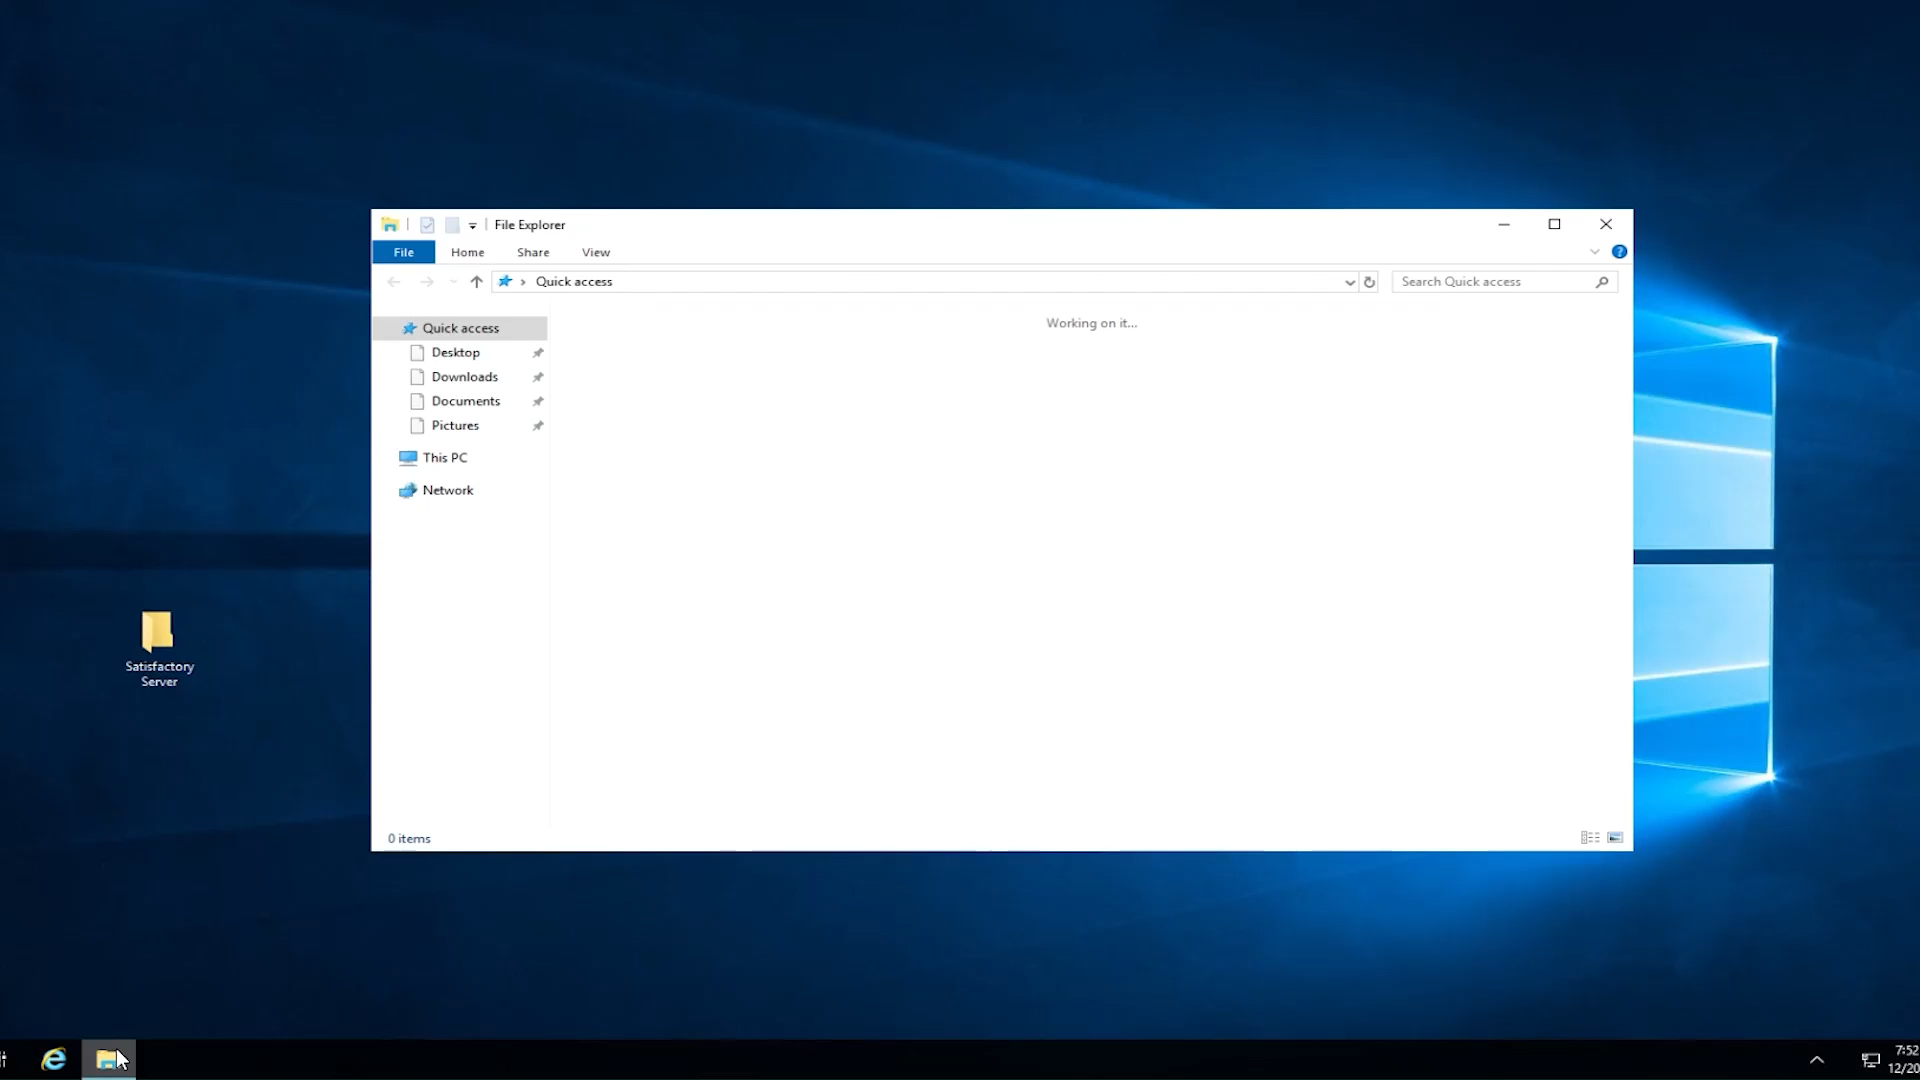 File Explorer
File Home Share View
Quick access
Search Quick access
Quick access
Working on it...
Desktop
Downloads
Documents
Pictures
This PC
Network
0 items
Satisfactory
Server
7:52
12/20